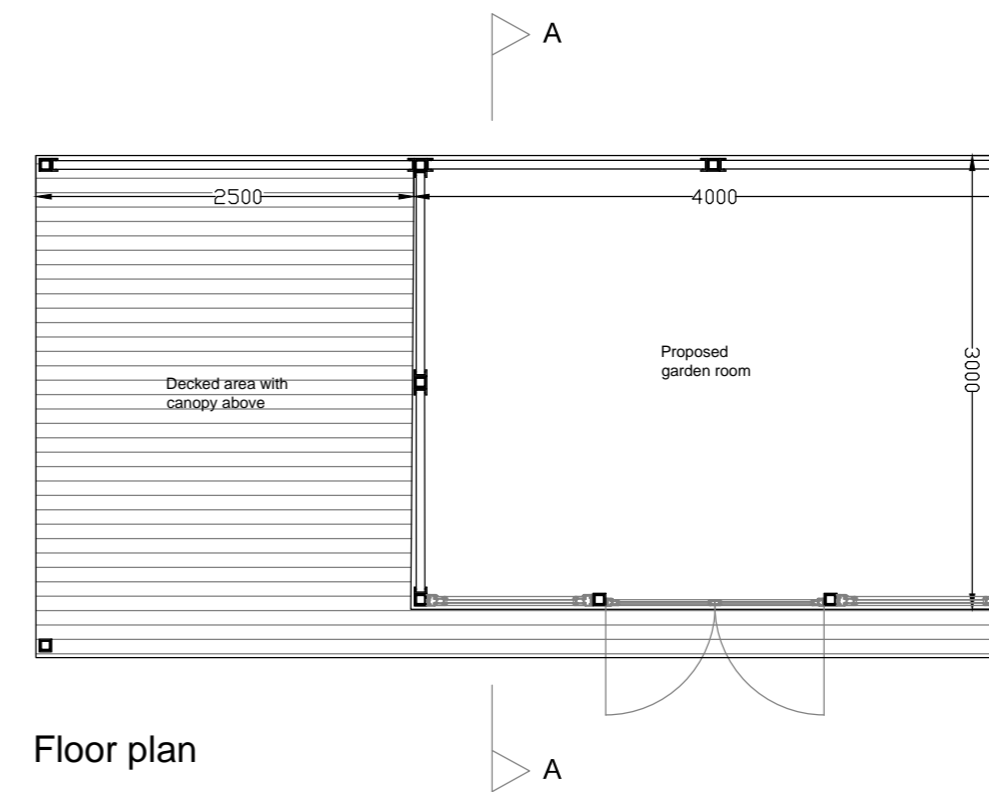 A
2500
4000
Proposed
garden room
3000
Decked area with
canopy above
Floor plan
A